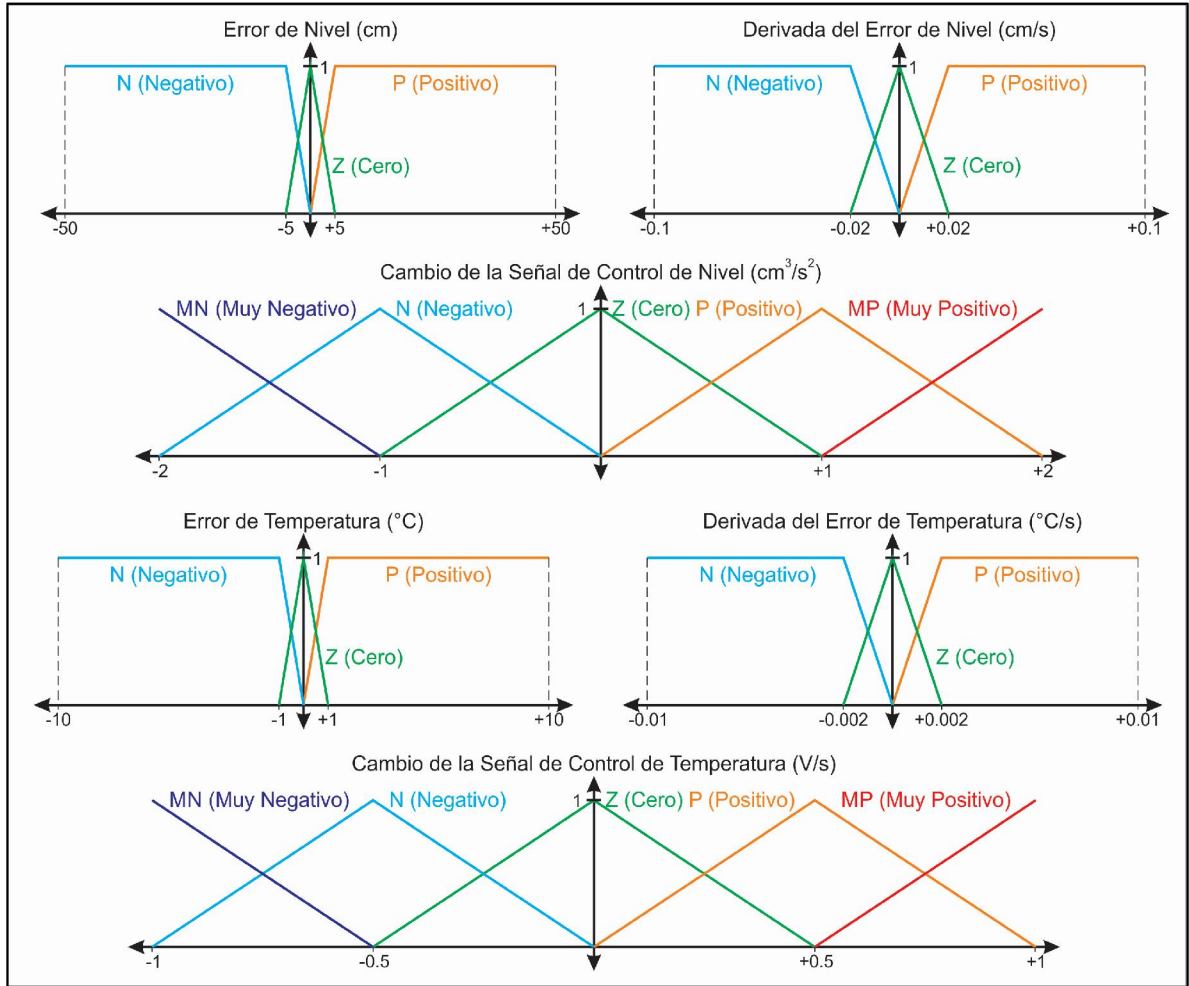 Error de Nivel (cm)
1
N (Negativo)
P (Positivo)
Z (Cero)
-50
-5
+5
+50
Derivada del Error de Nivel (cm/s)
1
N (Negativo)
P (Positivo)
Z (Cero)
-0.1
-0.02
+0.02
+0.1
Cambio de la Señal de Control de Nivel (cm³/s²)
MN (Muy Negativo)
N (Negativo)
1
Z (Cero)
P (Positivo)
MP (Muy Positivo)
-2
-1
+1
+2
Error de Temperatura (°C)
1
N (Negativo)
P (Positivo)
Z (Cero)
-10
-1
+1
+10
Derivada del Error de Temperatura (°C/s)
1
N (Negativo)
P (Positivo)
Z (Cero)
-0.01
-0.002
+0.002
+0.01
Cambio de la Señal de Control de Temperatura (V/s)
MN (Muy Negativo)
N (Negativo)
1
Z (Cero)
P (Positivo)
MP (Muy Positivo)
-1
-0.5
+0.5
+1